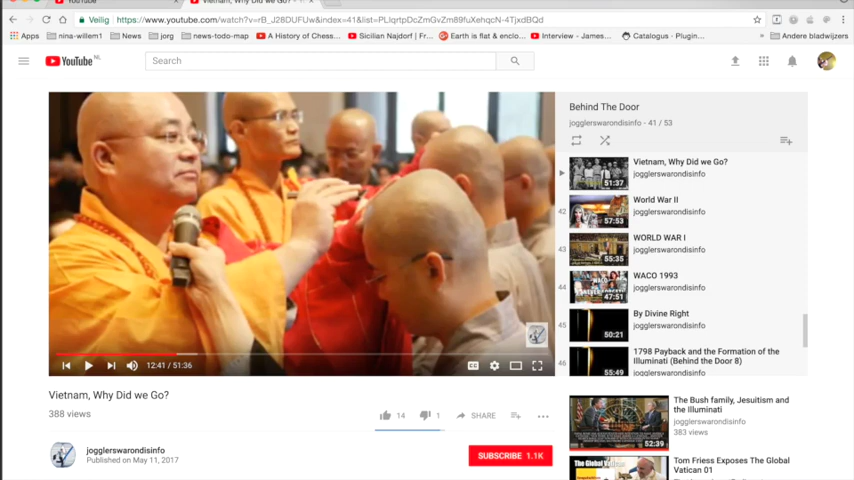 YouTube
Vietnam, Why Did We Go? - Y
Veilig
https://www.youtube.com/watch?v=rB_J28DUFUw&index=41&list=PLIqrtpDcZmGvZm89fuXehqcN-4TjxdBQd
Apps
nina-willem1
News
jorg
news-todo-map
A History of Chess...
Sicilian Najdorf | Fr...
Earth is flat & enclo...
Interview - James...
Catalogus - Plugin...
»
Andere bladwijzers
YouTube NL
Search
Behind The Door
jogglerswarondisinfo - 41 / 53
Vietnam, Why Did we Go?
jogglerswarondisinfo
51:37
42
World War II
jogglerswarondisinfo
57:53
43
WORLD WAR I
jogglerswarondisinfo
55:35
44
WACO 1993
jogglerswarondisinfo
47:51
45
By Divine Right
jogglerswarondisinfo
50:21
46
1798 Payback and the Formation of the
Illuminati (Behind the Door 8)
jogglerswarondisinfo
55:49
12:41 / 51:36
CC
Vietnam, Why Did we Go?
388 views
14
1
SHARE
jogglerswarondisinfo
Published on May 11, 2017
SUBSCRIBE 1.1K
The Bush family, Jesuitism and
the Illuminati
jogglerswarondisinfo
383 views
52:39
The Global Vatican
Tom Friess Exposes The Global
Vatican 01